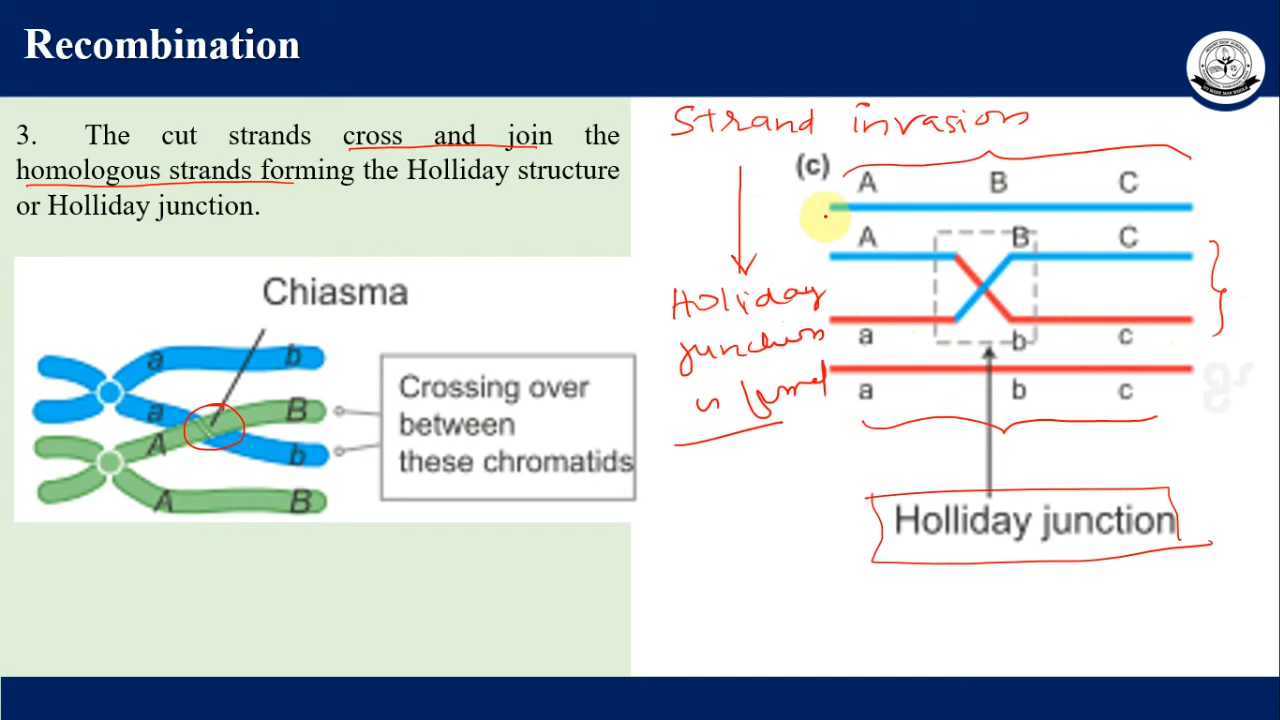 Recombination
3. The cut strands cross and join the
homologous strands forming the Holliday structure
or Holliday junction.
Chiasma
a b
a B
A b
A B
Crossing over
between
these chromatids
Strand invasion
(c)
A B C
A B C
Holliday
junction
is formed
a b c
a b c
Holliday junction